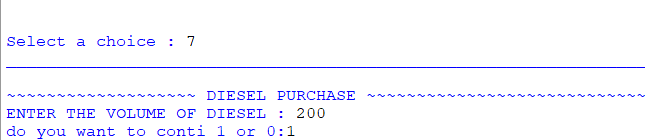 Select a choice : 7
~~~~~~~~~~~~~~~~~~~ DIESEL PURCHASE ~~~~~~~~~~~~~~~~~~~~~~~~~~~~
ENTER THE VOLUME OF DIESEL : 200
do you want to conti 1 or 0:1